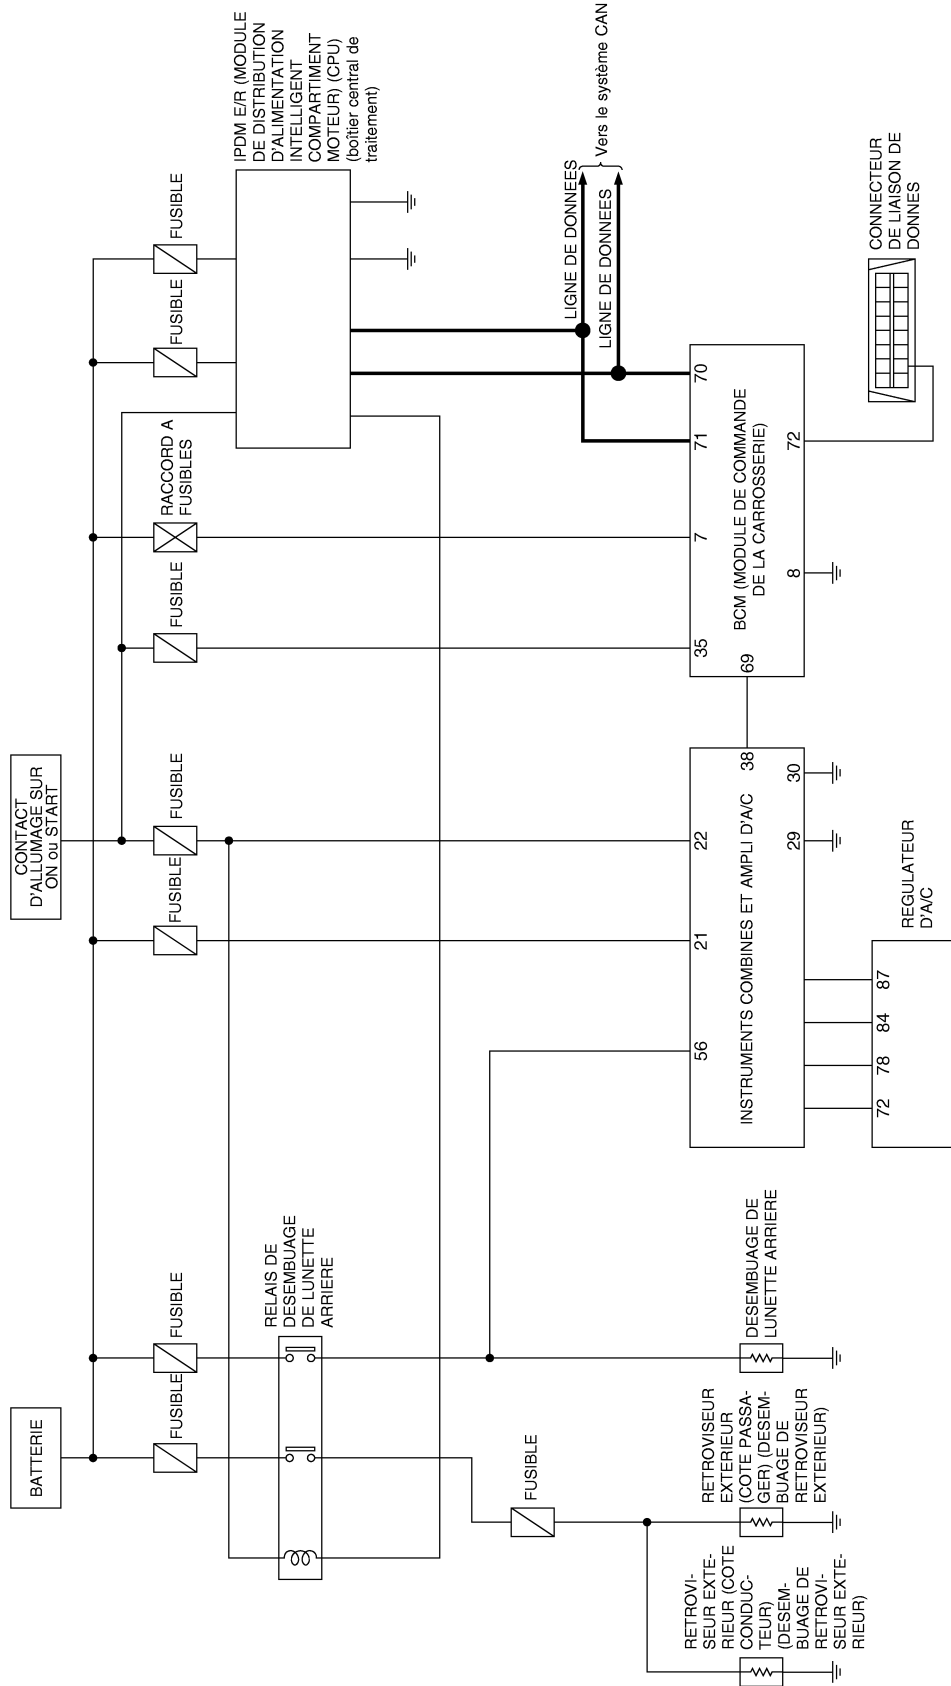 BATTERIE
CONTACT
D'ALLUMAGE SUR
ON ou START
FUSIBLE
FUSIBLE
FUSIBLE
FUSIBLE
FUSIBLE
RACCORD A
FUSIBLES
FUSIBLE
FUSIBLE
RELAIS DE
DESEMBUAGE
DE LUNETTE
ARRIERE
IPDM E/R (MODULE
DE DISTRIBUTION
D'ALIMENTATION
INTELLIGENT
COMPARTIMENT
MOTEUR) (CPU)
(boîtier central de
traitement)
FUSIBLE
LIGNE DE DONNEES
LIGNE DE DONNEES
Vers le système CAN
RETROVI-
SEUR EXTE-
RIEUR (COTE
CONDUC-
TEUR)
(DESEM-
BUAGE DE
RETROVI-
SEUR EXTE-
RIEUR)
RETROVISEUR
EXTERIEUR
(COTE PASSA-
GER) (DESEM-
BUAGE DE
RETROVISEUR
EXTERIEUR)
DESEMBUAGE DE
LUNETTE ARRIERE
56
21
22
INSTRUMENTS COMBINES ET AMPLI D'A/C
38
29
30
35
7
71
70
69
BCM (MODULE DE COMMANDE
DE LA CARROSSERIE)
8
72
72
78
84
87
REGULATEUR
D'A/C
CONNECTEUR
DE LIAISON DE
DONNES